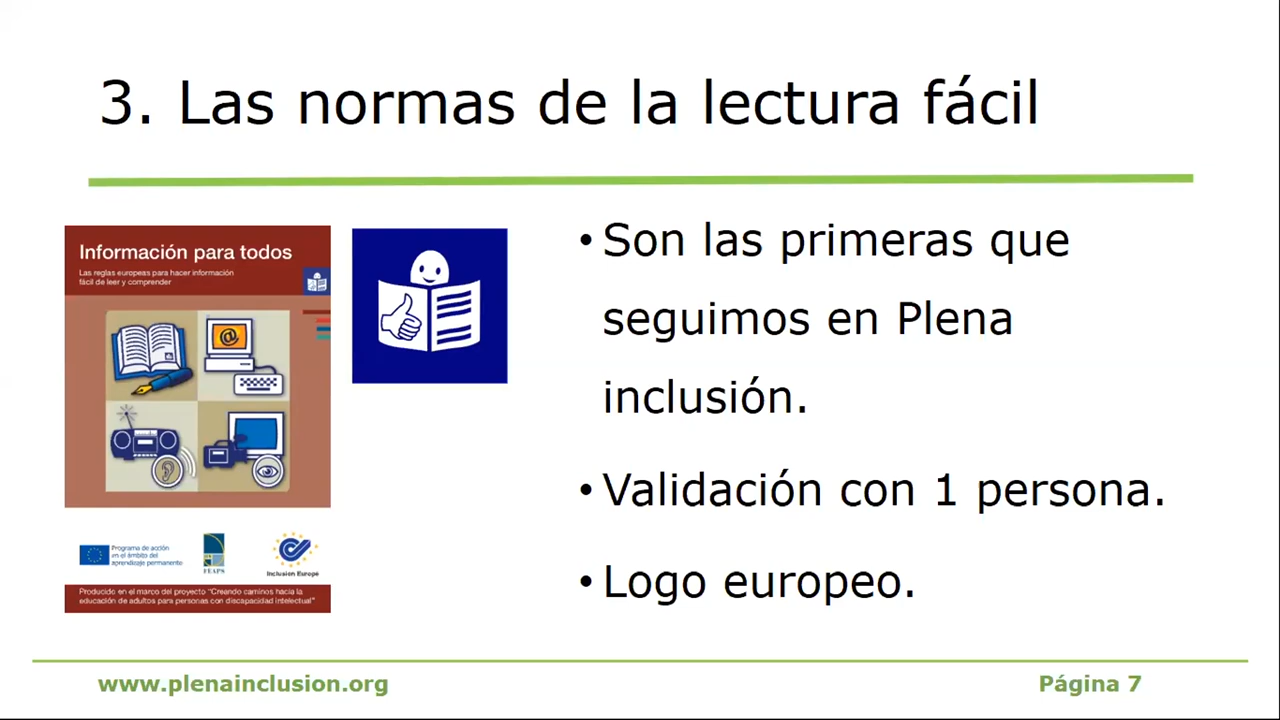 3. Las normas de la lectura fácil
Información para todos
Las reglas europeas para hacer información
fácil de leer y comprender
@
Programa de acción
en el ámbito del
aprendizaje permanente
FEAPS
Inclusion Europe
Producido en el marco del proyecto "Creando caminos hacia la
educación de adultos para personas con discapacidad intelectual"
• Son las primeras que
seguimos en Plena
inclusión.
• Validación con 1 persona.
• Logo europeo.
www.plenainclusion.org
Página 7